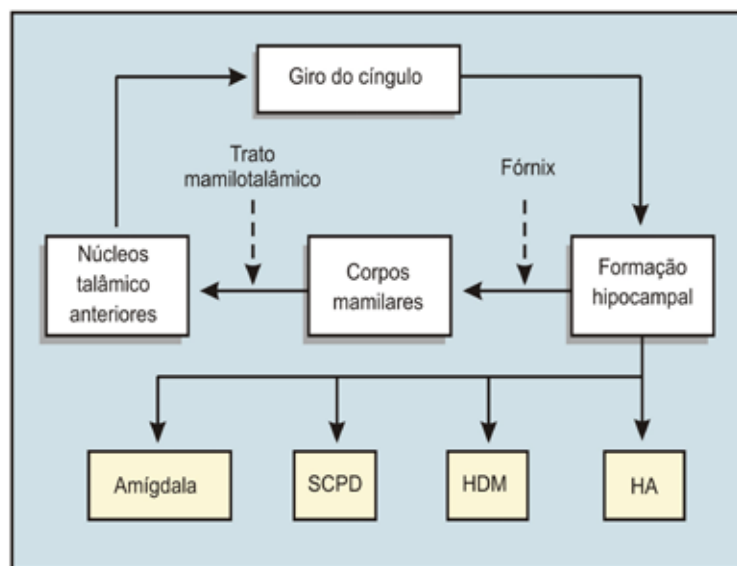 Giro do cíngulo
Trato
mamilotalâmico
Fórnix
Núcleos
talâmico
anteriores
Corpos
mamilares
Formação
hipocampal
Amígdala
SCPD
HDM
HA